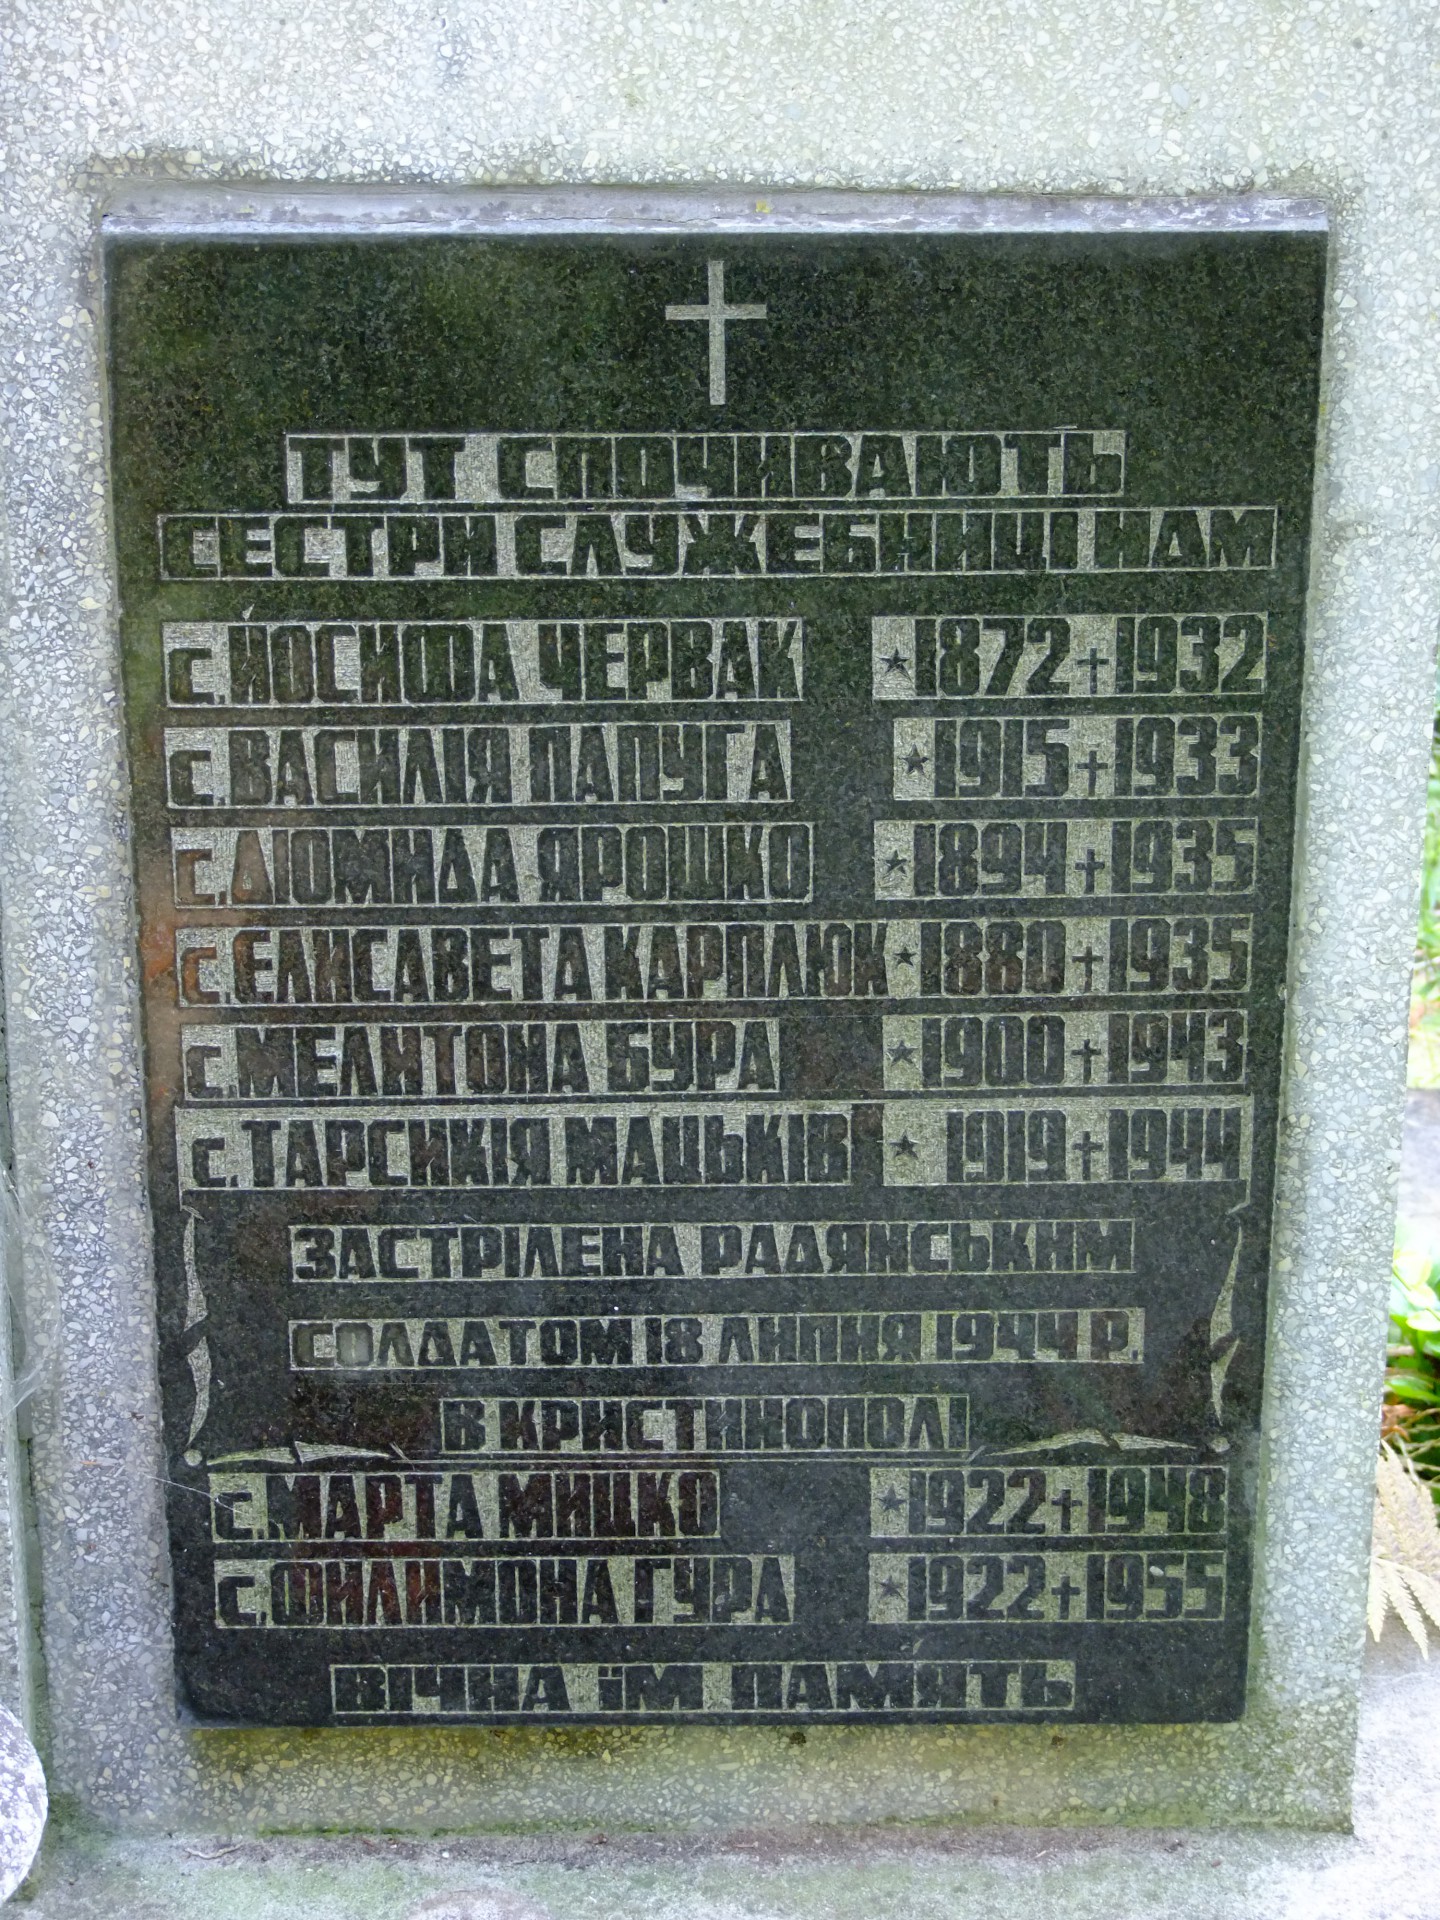 ТУТ СПОЧИВАЮТЬ
СЕСТРИ СЛУЖЕБНИЦІ НДМ
С. ЙОСИФА ЧЕРВАК ★1872+1932
С. ВАСИЛІЯ ПАПУГА ★1915+1933
С. ДІОМИДА ЯРОШКО ★1894+1935
С. ЕЛИСАВЕТА КАРПЛЮК ★1880+1935
С. МЕЛИТОНА БУРА ★1900+1943
С. ТАРСИКІЯ МАЦЬКІВ ★1919+1944
ЗАСТРІЛЕНА РАДЯНСЬКИМ
СОЛДАТОМ 18 ЛИПНЯ 1944 Р.
В КРИСТИНОПОЛІ
С. МАРТА МИЦКО ★1922+1948
С. ФИЛИМОНА ГУРА ★1922+1955
ВІЧНА ЇМ ПАМ'ЯТЬ